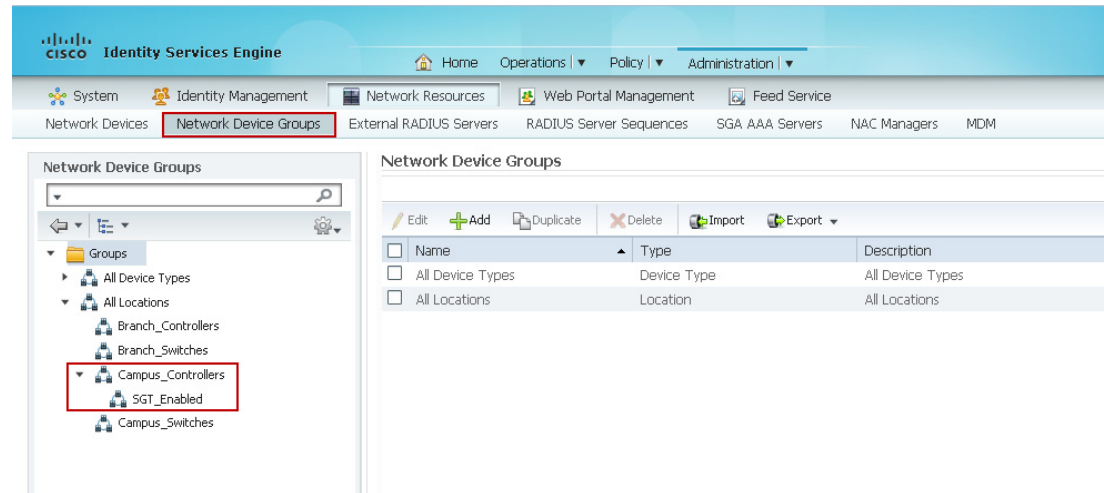 cisco Identity Services Engine
Home Operations Policy Administration
System Identity Management Network Resources Web Portal Management Feed Service
Network Devices Network Device Groups External RADIUS Servers RADIUS Server Sequences SGA AAA Servers NAC Managers MDM
Network Device Groups
Groups
All Device Types
All Locations
Branch_Controllers
Branch_Switches
Campus_Controllers
SGT_Enabled
Campus_Switches
Network Device Groups
Edit Add Duplicate Delete Import Export
Name Type Description
All Device Types Device Type All Device Types
All Locations Location All Locations